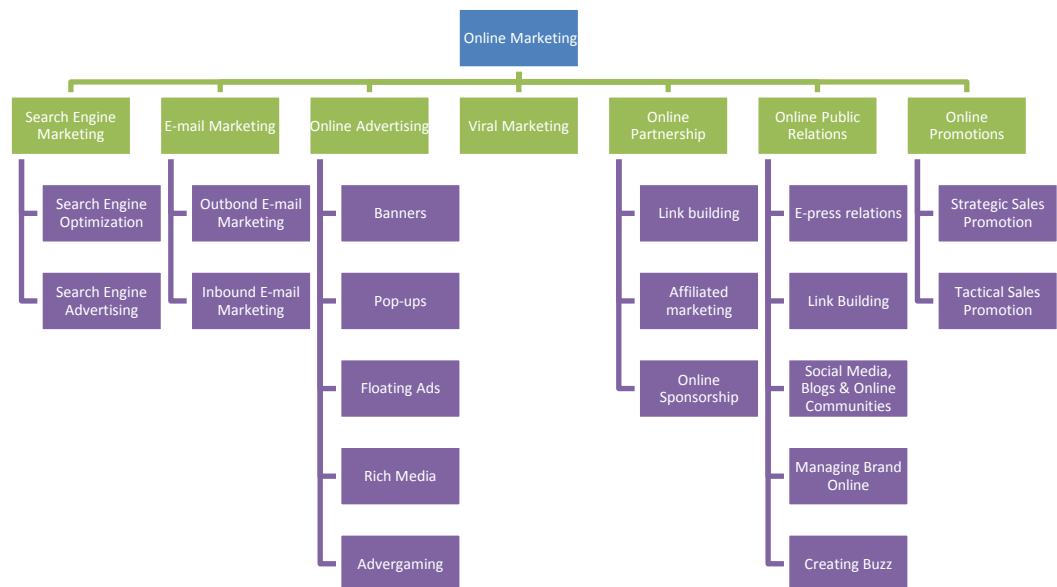 Online Marketing
Search Engine
Marketing
E-mail Marketing
Online Advertising
Viral Marketing
Online
Partnership
Online Public
Relations
Online
Promotions
Search Engine
Optimization
Search Engine
Advertising
Outbond E-mail
Marketing
Inbound E-mail
Marketing
Banners
Pop-ups
Floating Ads
Rich Media
Advergaming
Link building
Affiliated
marketing
Online
Sponsorship
E-press relations
Link Building
Social Media,
Blogs & Online
Communities
Managing Brand
Online
Creating Buzz
Strategic Sales
Promotion
Tactical Sales
Promotion